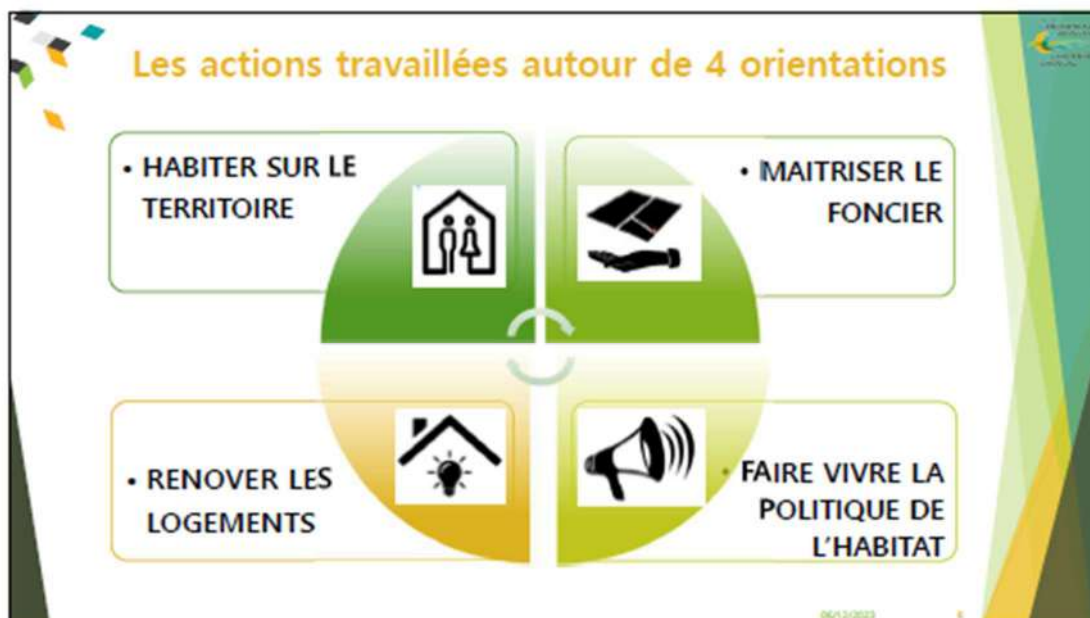 Les actions travaillées autour de 4 orientations
• HABITER SUR LE
TERRITOIRE
• MAITRISER LE
FONCIER
• RENOVER LES
LOGEMENTS
• FAIRE VIVRE LA
POLITIQUE DE
L'HABITAT